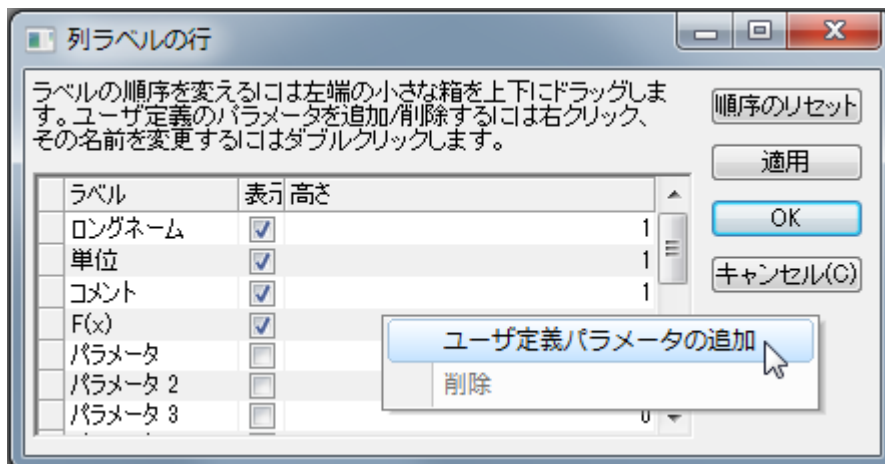 列ラベルの行
ラベルの順序を変えるには左端の小さな箱を上下にドラッグしま
す。ユーザ定義のパラメータを追加/削除するには右クリック、
その名前を変更するにはダブルクリックします。
順序のリセット
適用
OK
キャンセル(C)
ラベル 表示 高さ
ロングネーム 1
単位 1
コメント 1
F(x)
パラメータ
パラメータ 2
パラメータ 3 0
ユーザ定義パラメータの追加
削除